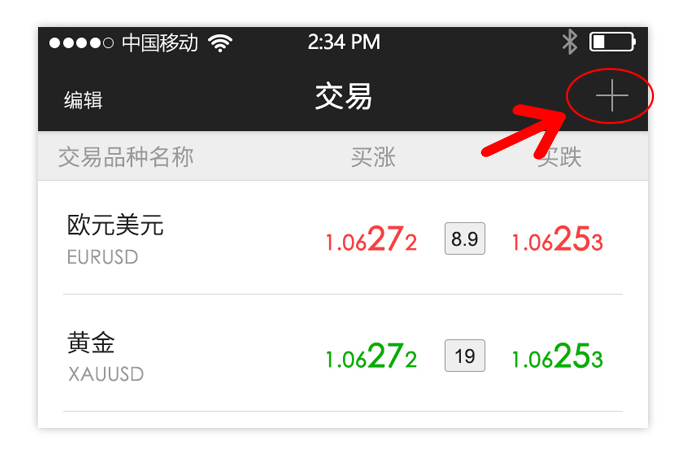 中国移动 2:34 PM
编辑 交易
交易品种名称 买涨 买跌
欧元美元 1.06272 8.9 1.06253
EURUSD
黄金 1.06272 19 1.06253
XAUUSD